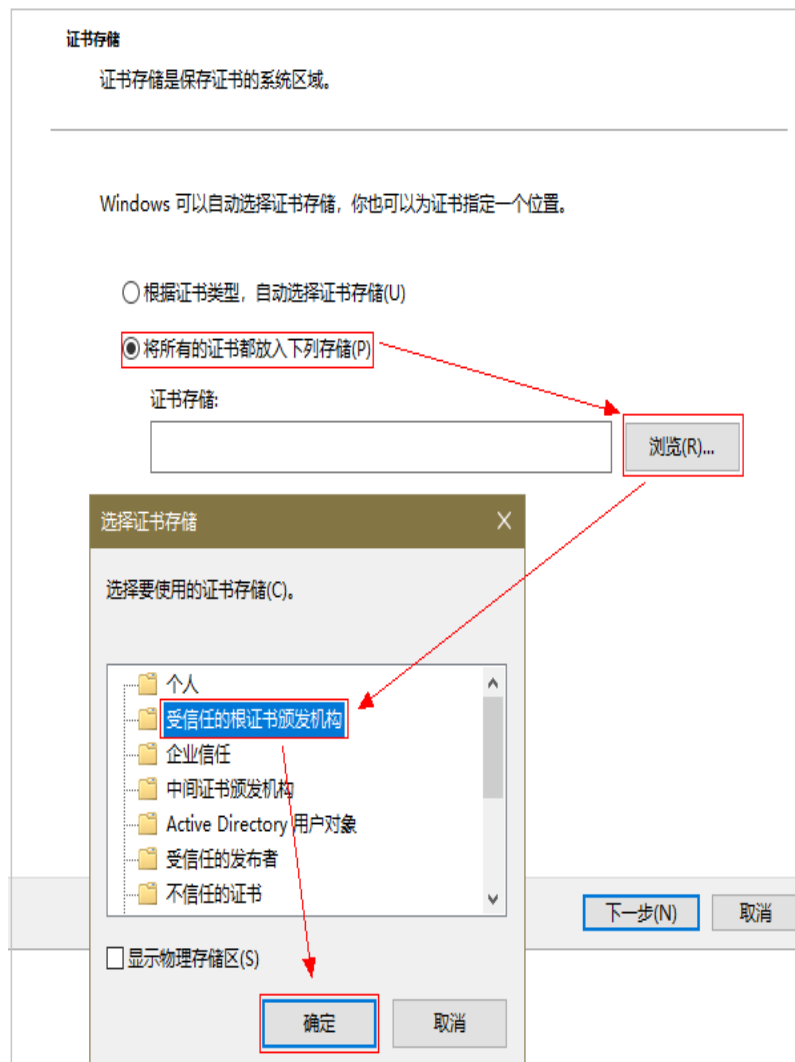 证书存储
证书存储是保存证书的系统区域。
Windows 可以自动选择证书存储，你也可以为证书指定一个位置。
根据证书类型，自动选择证书存储(U)
将所有的证书都放入下列存储(P)
证书存储:
浏览(R)...
选择证书存储
选择要使用的证书存储(C)。
个人
受信任的根证书颁发机构
企业信任
中间证书颁发机构
Active Directory 用户对象
受信任的发布者
不信任的证书
显示物理存储区(S)
确定
取消
下一步(N)
取消